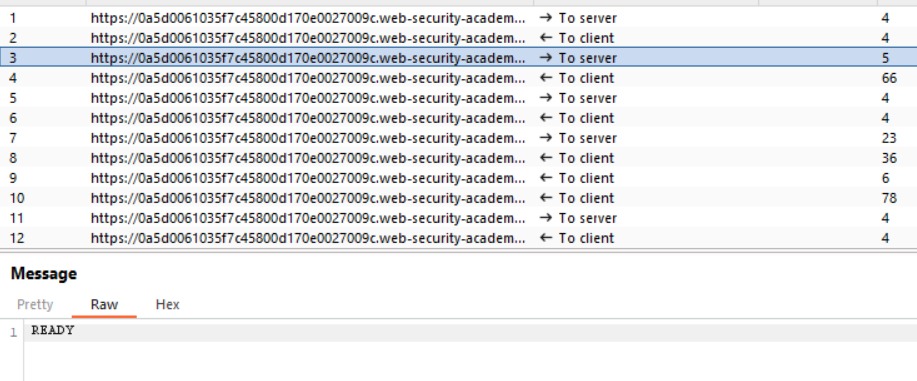 1 https://0a5d0061035f7c45800d170e0027009c.web-security-academ... → To server 4
2 https://0a5d0061035f7c45800d170e0027009c.web-security-academ... ← To client 4
3 https://0a5d0061035f7c45800d170e0027009c.web-security-academ... → To server 5
4 https://0a5d0061035f7c45800d170e0027009c.web-security-academ... ← To client 66
5 https://0a5d0061035f7c45800d170e0027009c.web-security-academ... → To server 4
6 https://0a5d0061035f7c45800d170e0027009c.web-security-academ... ← To client 4
7 https://0a5d0061035f7c45800d170e0027009c.web-security-academ... → To server 23
8 https://0a5d0061035f7c45800d170e0027009c.web-security-academ... ← To client 36
9 https://0a5d0061035f7c45800d170e0027009c.web-security-academ... ← To client 6
10 https://0a5d0061035f7c45800d170e0027009c.web-security-academ... ← To client 78
11 https://0a5d0061035f7c45800d170e0027009c.web-security-academ... → To server 4
12 https://0a5d0061035f7c45800d170e0027009c.web-security-academ... ← To client 4
Message
Pretty Raw Hex
1 READY